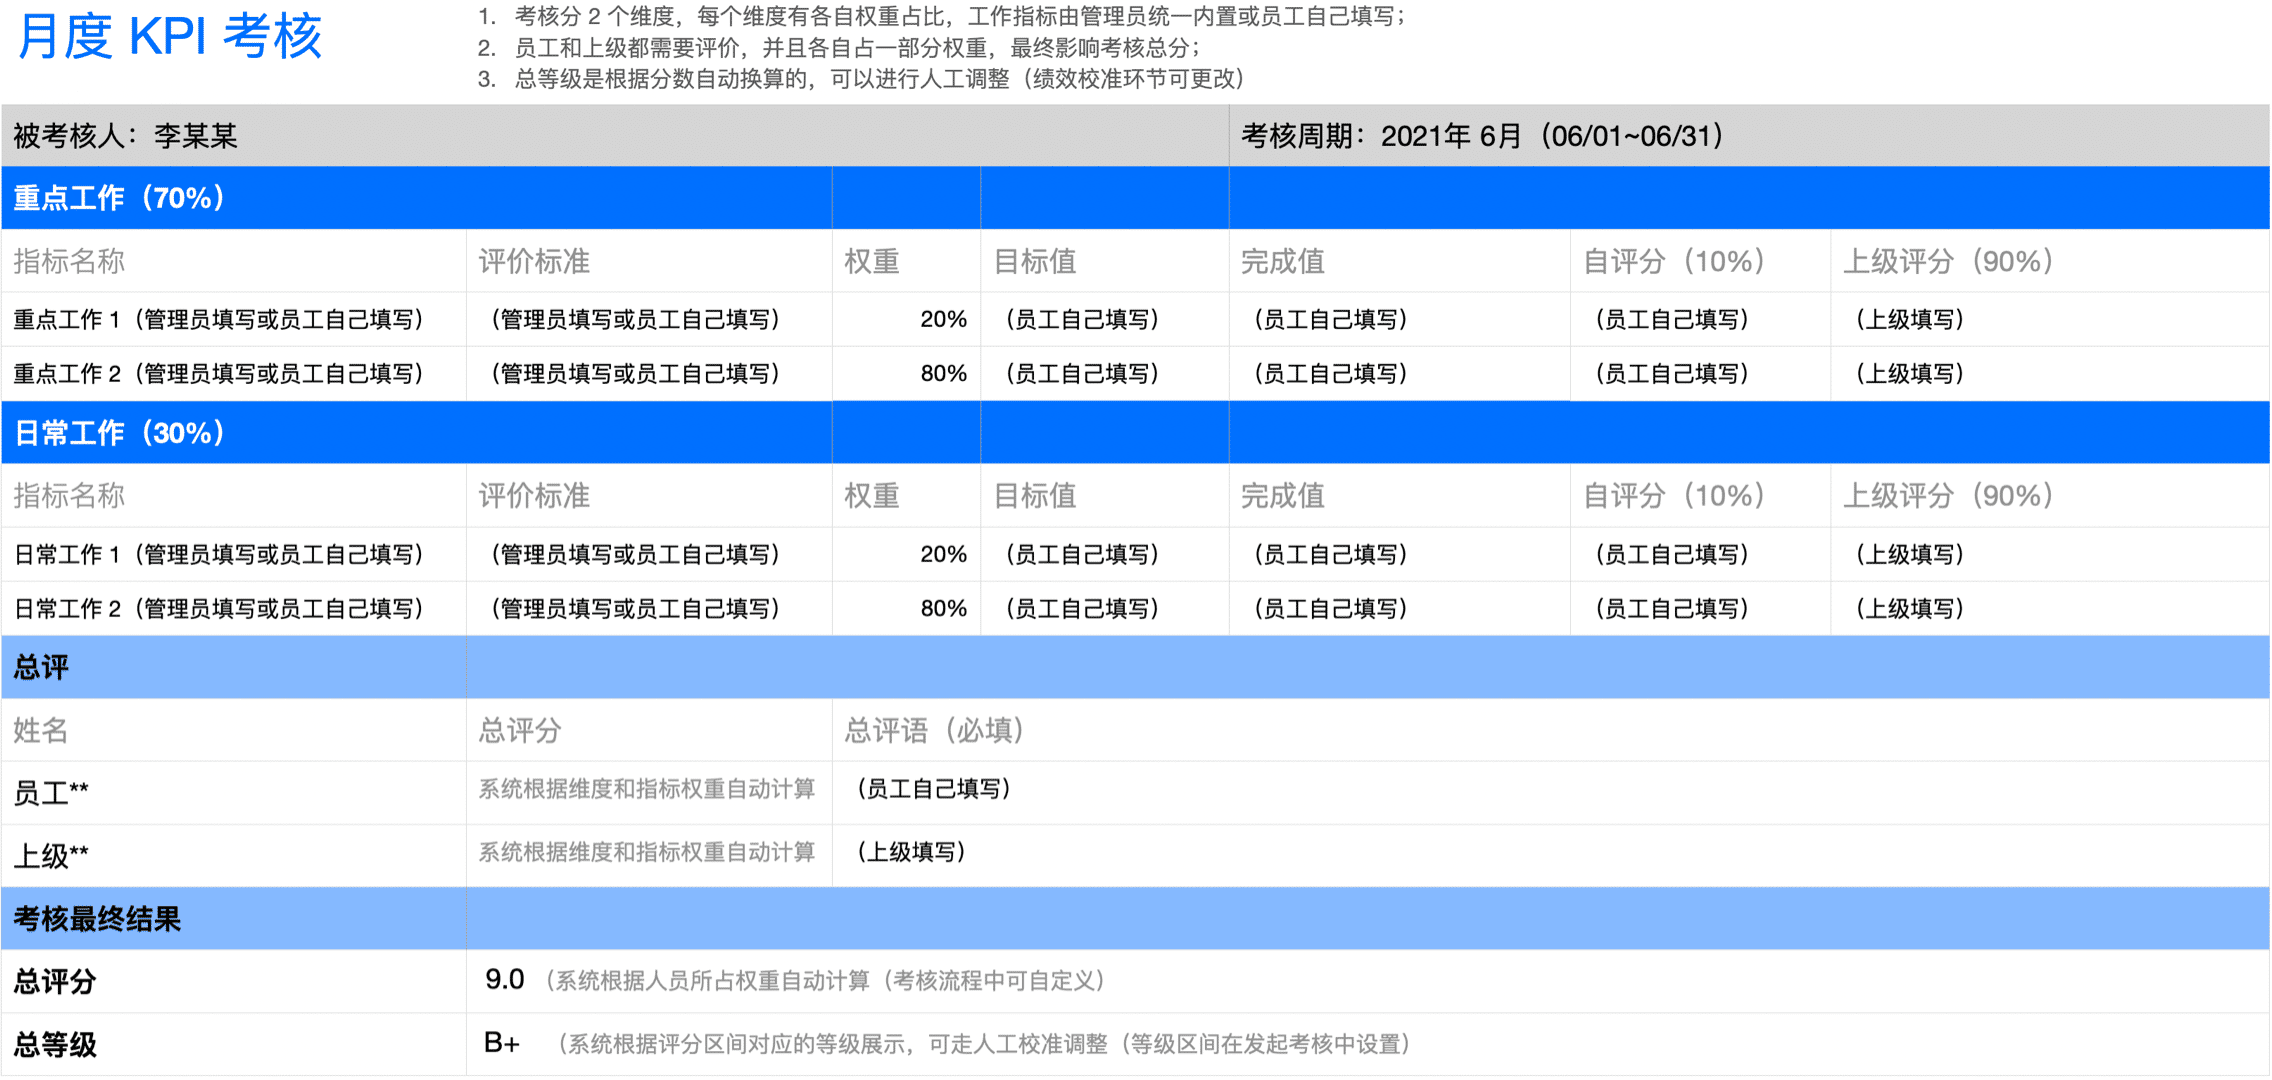 月度 KPI 考核
1. 考核分 2 个维度，每个维度有各自权重占比，工作指标由管理员统一内置或员工自己填写；
2. 员工和上级都需要评价，并且各自占一部分权重，最终影响考核总分；
3. 总等级是根据分数自动换算的，可以进行人工调整（绩效校准环节可更改）
被考核人：李某某 考核周期：2021年 6月（06/01~06/31）
重点工作（70%）
指标名称 评价标准 权重 目标值 完成值 自评分（10%） 上级评分（90%）
重点工作 1（管理员填写或员工自己填写） （管理员填写或员工自己填写） 20% （员工自己填写） （员工自己填写） （员工自己填写） （上级填写）
重点工作 2（管理员填写或员工自己填写） （管理员填写或员工自己填写） 80% （员工自己填写） （员工自己填写） （员工自己填写） （上级填写）
日常工作（30%）
指标名称 评价标准 权重 目标值 完成值 自评分（10%） 上级评分（90%）
日常工作 1（管理员填写或员工自己填写） （管理员填写或员工自己填写） 20% （员工自己填写） （员工自己填写） （员工自己填写） （上级填写）
日常工作 2（管理员填写或员工自己填写） （管理员填写或员工自己填写） 80% （员工自己填写） （员工自己填写） （员工自己填写） （上级填写）
总评
姓名 总评分 总评语（必填）
员工** 系统根据维度和指标权重自动计算 （员工自己填写）
上级** 系统根据维度和指标权重自动计算 （上级填写）
考核最终结果
总评分 9.0 （系统根据人员所占权重自动计算（考核流程中可自定义）
总等级 B+ （系统根据评分区间对应的等级展示，可走人工校准调整（等级区间在发起考核中设置）